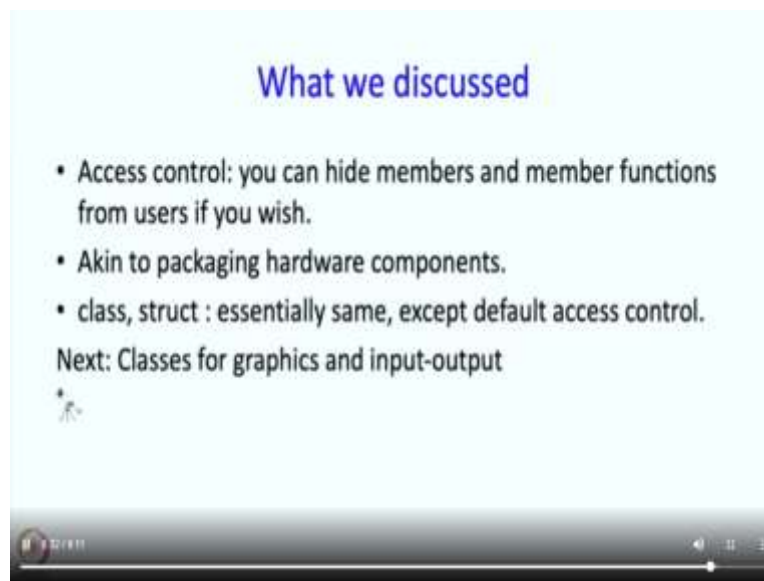 What we discussed
• Access control: you can hide members and member functions
from users if you wish.
• Akin to packaging hardware components.
• class, struct : essentially same, except default access control.
Next: Classes for graphics and input-output